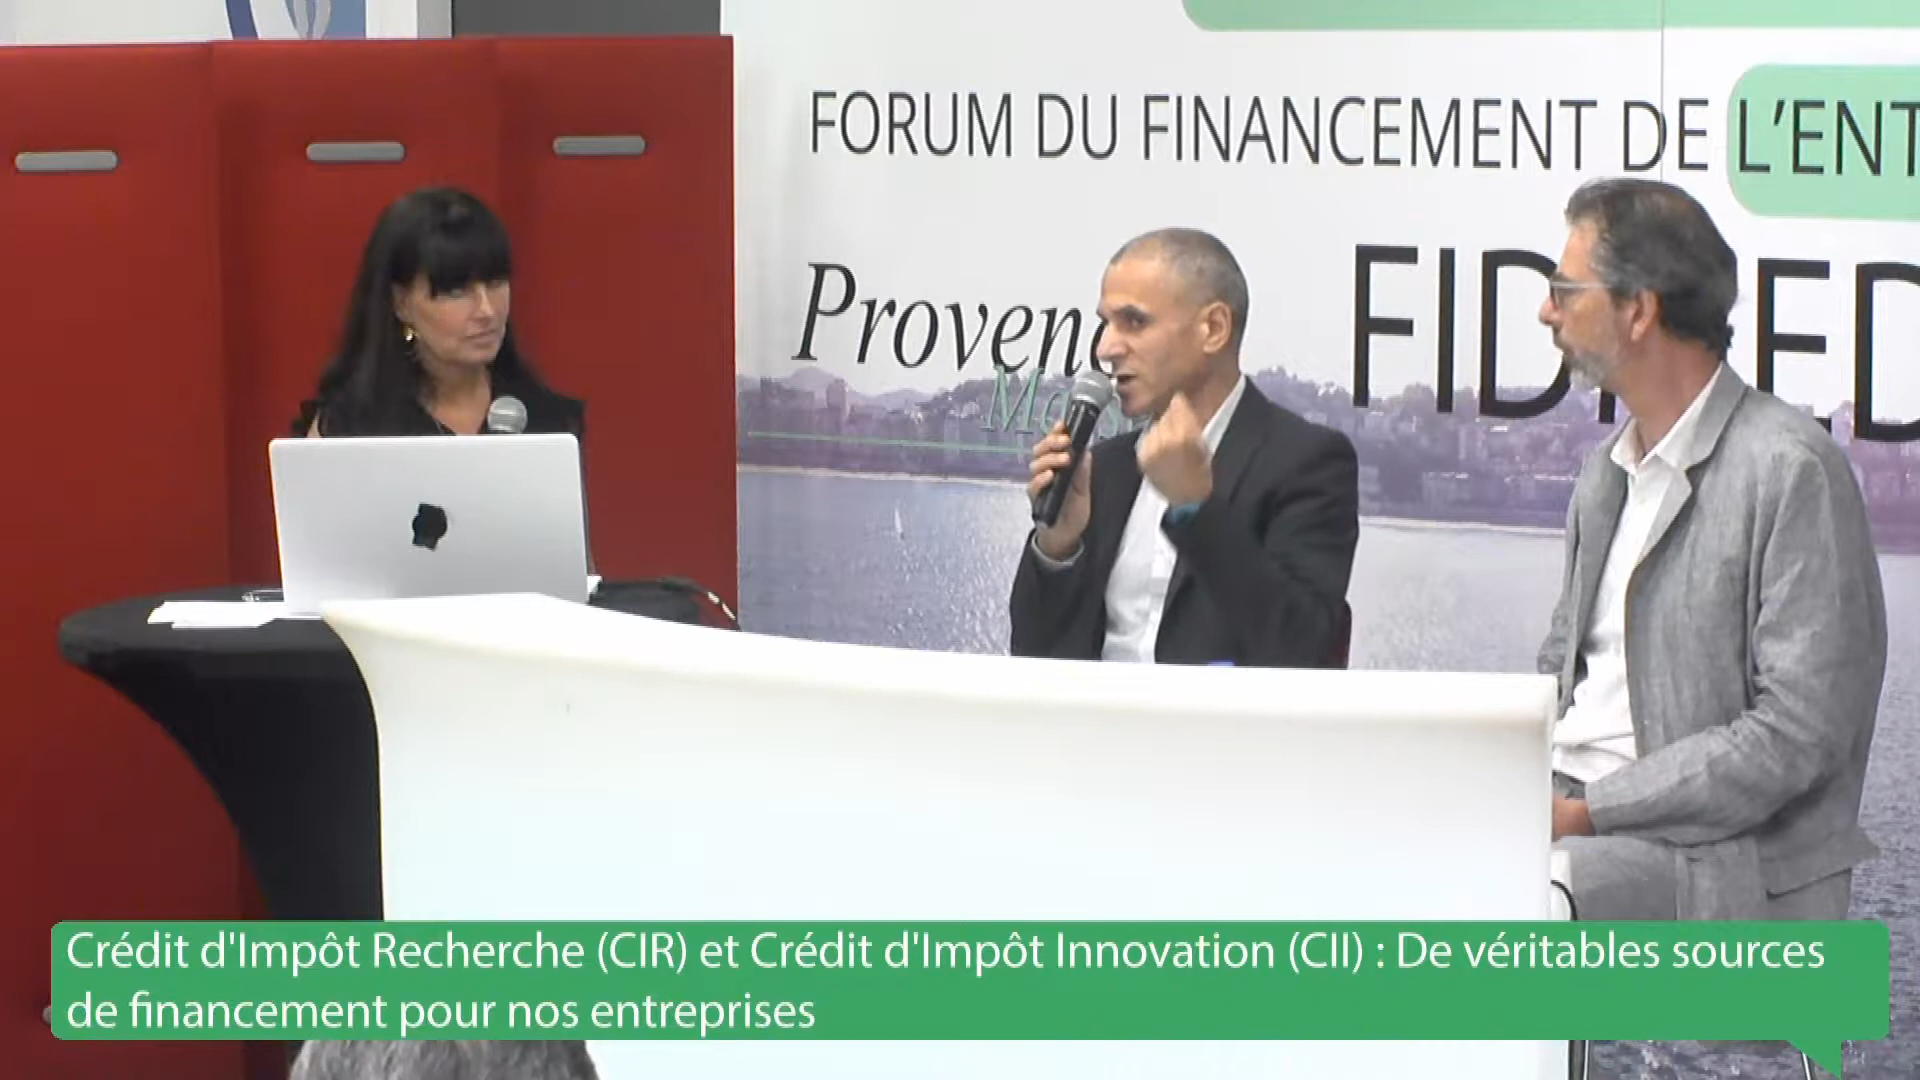 FORUM DU FINANCEMENT DE L'ENT
Proven
FID
ED
Crédit d'Impôt Recherche (CIR) et Crédit d'Impôt Innovation (CII) : De véritables sources
de financement pour nos entreprises